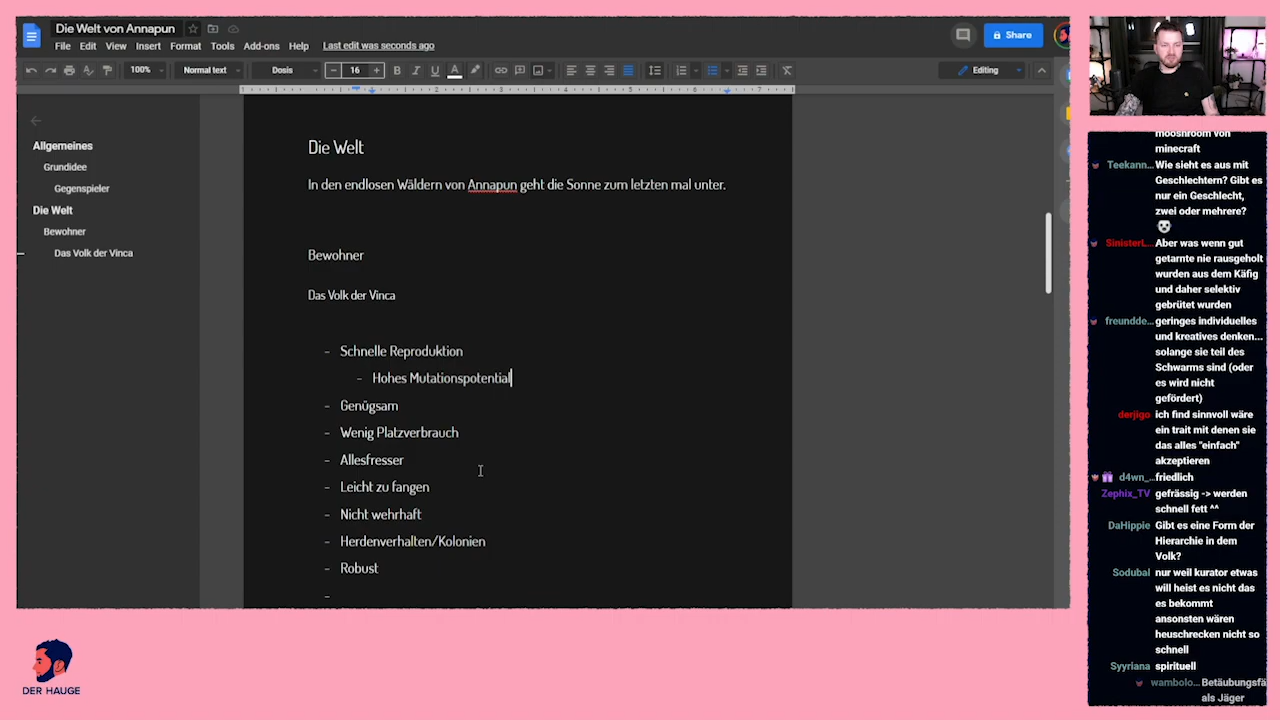 Die Welt von Annapun
File Edit View Insert Format Tools Add-ons Help Last edit was seconds ago
Share
100% Normal text Dosis 16 B I U A Editing
Allgemeines
Grundidee
Gegenspieler
Die Welt
Bewohner
Das Volk der Vinca
1 2 3 4 5 6 7
Die Welt
In den endlosen Wäldern von Annapun geht die Sonne zum letzten mal unter.
Bewohner
Das Volk der Vinca
- Schnelle Reproduktion
- Hohes Mutationspotential
- Genügsam
- Wenig Platzverbrauch
- Allesfresser
- Leicht zu fangen
- Nicht wehrhaft
- Herdenverhalten/Kolonien
- Robust
-
mooshroom von
minecraft
Teekann... Wie sieht es aus mit
Geschlechtern? Gibt es
nur ein Geschlecht,
zwei oder mehrere?
SinisterL... Aber was wenn gut
getarnte nie rausgeholt
wurden aus dem Käfig
und daher selektiv
gebrütet wurden
freundde... geringes individuelles
und kreatives denken...
solange sie teil des
Schwarms sind (oder
es wird nicht
gefördert)
derjigo ich find sinnvoll wäre
ein trait mit denen sie
das alles "einfach"
akzeptieren
d4wn_... friedlich
Zephix_TV gefrässig -> werden
schnell fett ^^
DaHippie Gibt es eine Form der
Hierarchie in dem
Volk?
Sodubal nur weil kurator etwas
will heist es nicht das
es bekommt
ansonsten wären
heuschrecken nicht so
schnell
Syyriana spirituell
wambolo... Betäubungsfä
als Jäger
DER HAUGE